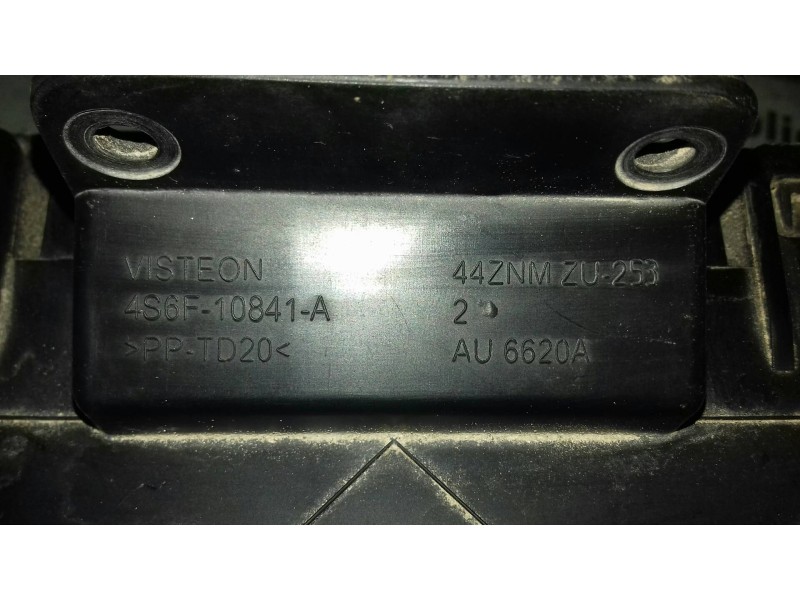 VISTEON 44ZNM ZU-253
4S6F-10841-A 2
>PP-TD20< AU 6620A